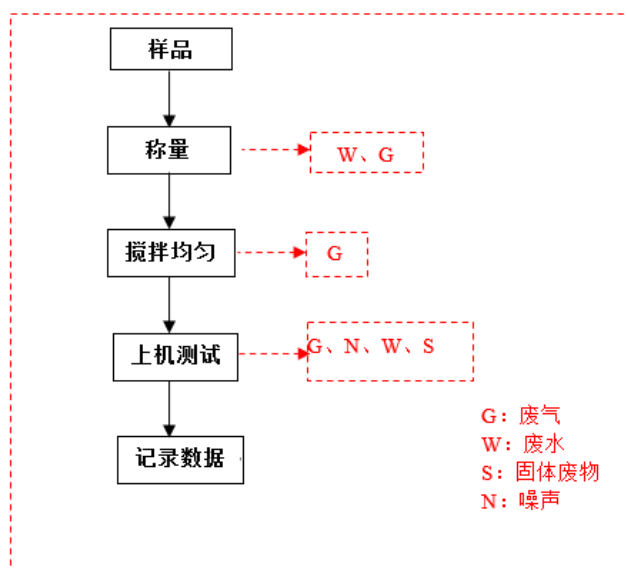 样品
称量
W、G
搅拌均匀
G
上机测试
G、N、W、S
记录数据
G：废气
W：废水
S：固体废物
N：噪声